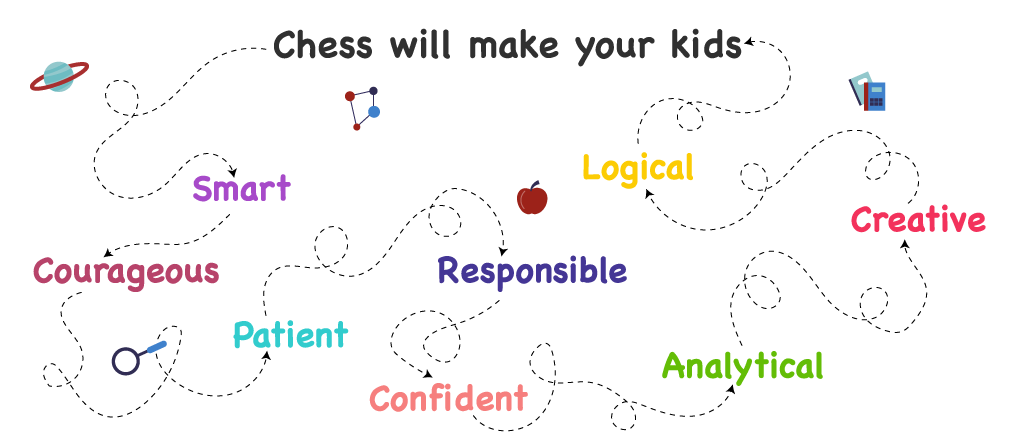 Chess will make your kids
Smart
Courageous
Patient
Responsible
Confident
Analytical
Creative
Logical